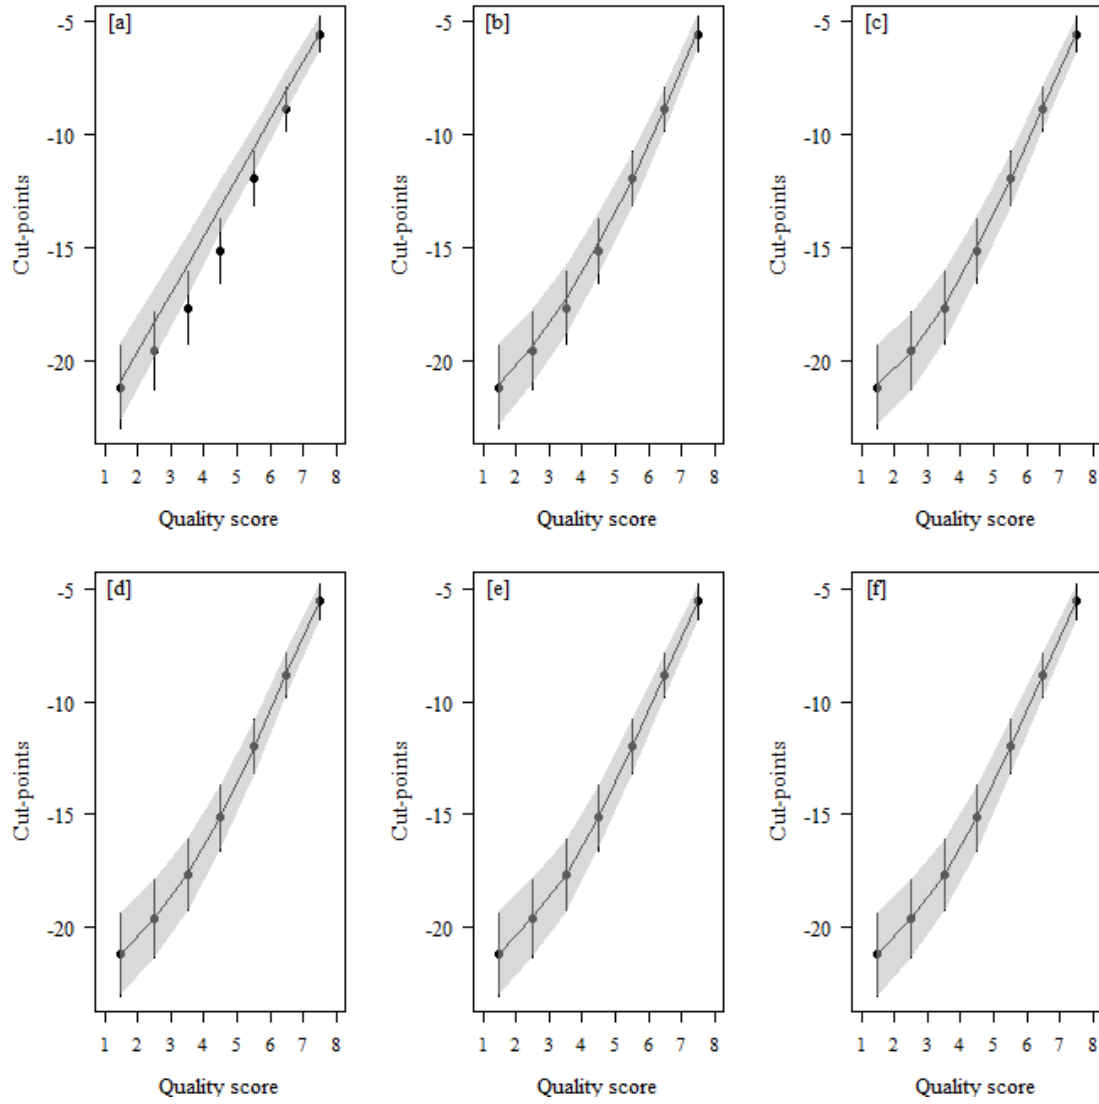 [a] [b] [c]
-5 -5 -5
-10 -10 -10
-15 -15 -15
-20 -20 -20
Cut-points Cut-points Cut-points
1 2 3 4 5 6 7 8 1 2 3 4 5 6 7 8 1 2 3 4 5 6 7 8
Quality score Quality score Quality score
[d] [e] [f]
-5 -5 -5
-10 -10 -10
-15 -15 -15
-20 -20 -20
Cut-points Cut-points Cut-points
1 2 3 4 5 6 7 8 1 2 3 4 5 6 7 8 1 2 3 4 5 6 7 8
Quality score Quality score Quality score